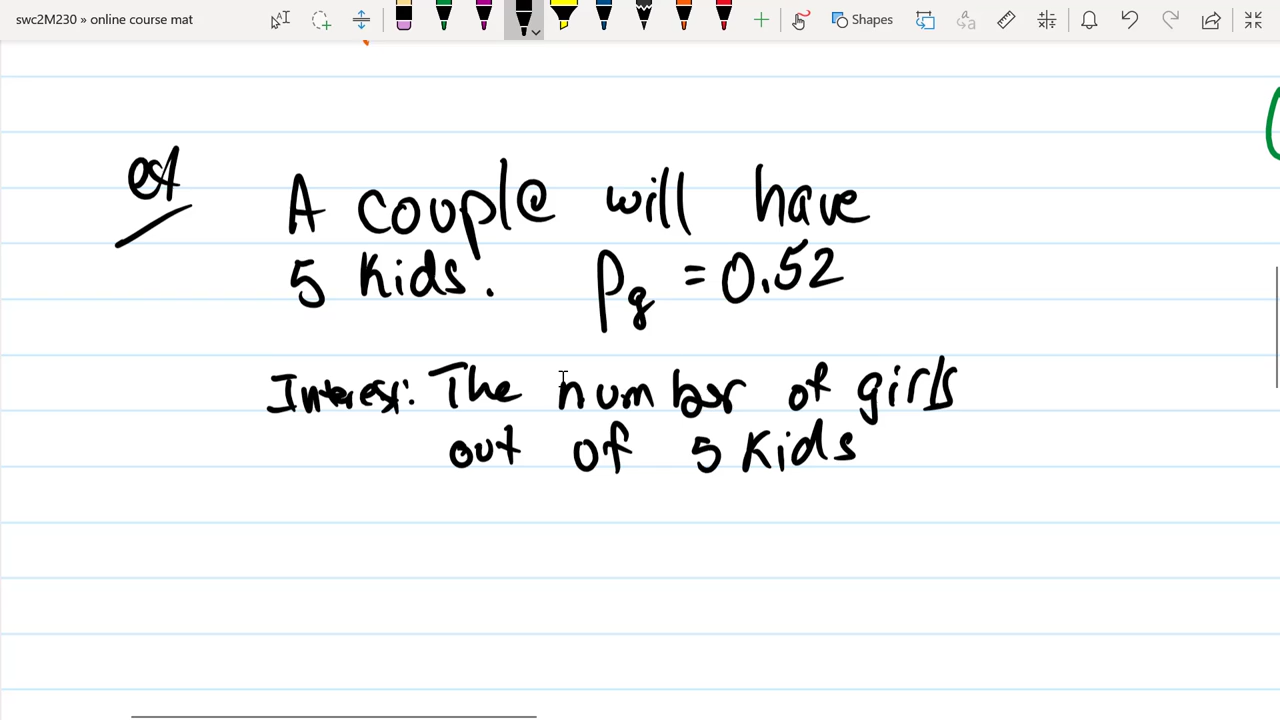 swc2M230 » online course mat
Shapes
ex
A couple will have
5 kids. Pg = 0.52
Interest: The number of girls
out of 5 kids